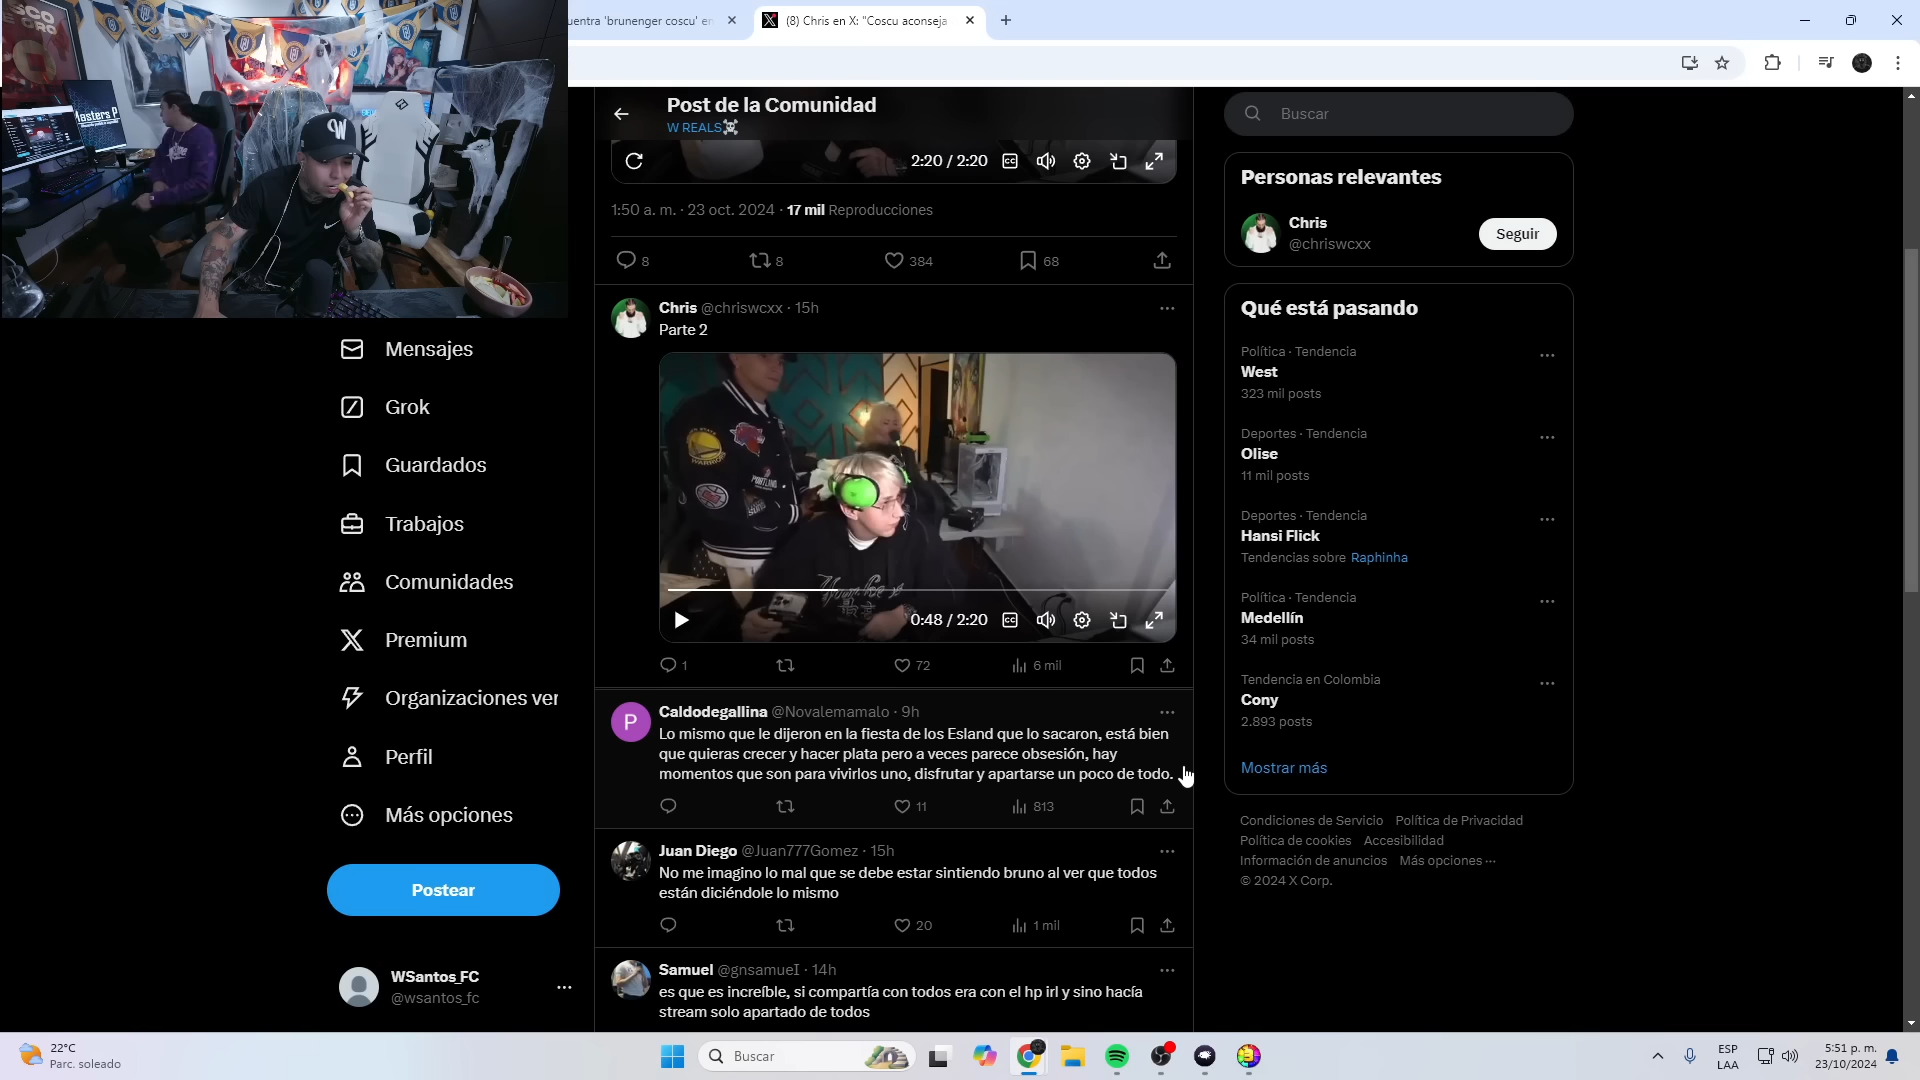 uentra 'brunenger coscu' en
(8) Chris en X: "Coscu aconseja
W
Post de la Comunidad
W REALS☠️
2:20 / 2:20
1:50 a. m. · 23 oct. 2024 · 17 mil Reproducciones
8
8
384
68
Chris @chriswcxx · 15h
Parte 2
WARRIORS
0:48 / 2:20
1
72
6 mil
P
Caldodegallina @Novalemamalo · 9h
Lo mismo que le dijeron en la fiesta de los Esland que lo sacaron, está bien
que quieras crecer y hacer plata pero a veces parece obsesión, hay
momentos que son para vivirlos uno, disfrutar y apartarse un poco de todo.
11
813
Juan Diego @Juan777Gomez · 15h
No me imagino lo mal que se debe estar sintiendo bruno al ver que todos
están diciéndole lo mismo
20
1 mil
Samuel @gnsamueI · 14h
es que es increíble, si compartía con todos era con el hp irl y sino hacía
stream solo apartado de todos
Mensajes
Grok
Guardados
Trabajos
Comunidades
Premium
Organizaciones ver
Perfil
Más opciones
Postear
WSantos_FC
@wsantos_fc
Buscar
Personas relevantes
Chris
@chriswcxx
Seguir
Qué está pasando
Política · Tendencia
West
323 mil posts
Deportes · Tendencia
Olise
11 mil posts
Deportes · Tendencia
Hansi Flick
Tendencias sobre Raphinha
Política · Tendencia
Medellín
34 mil posts
Tendencia en Colombia
Cony
2.893 posts
Mostrar más
Condiciones de Servicio Política de Privacidad
Política de cookies Accesibilidad
Información de anuncios Más opciones ···
© 2024 X Corp.
22°C
Parc. soleado
Buscar
ESP
LAA
5:51 p. m.
23/10/2024